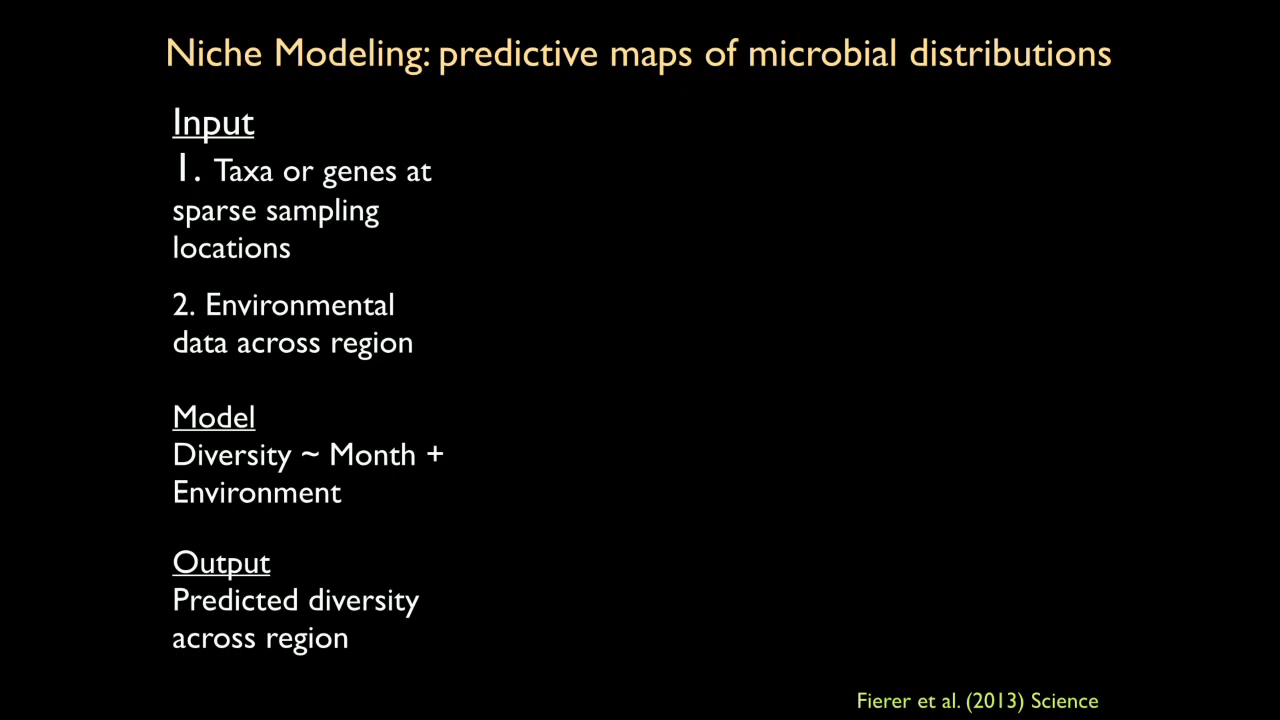 Niche Modeling: predictive maps of microbial distributions
Input
1. Taxa or genes at
sparse sampling
locations
2. Environmental
data across region
Model
Diversity ~ Month +
Environment
Output
Predicted diversity
across region
Fierer et al. (2013) Science